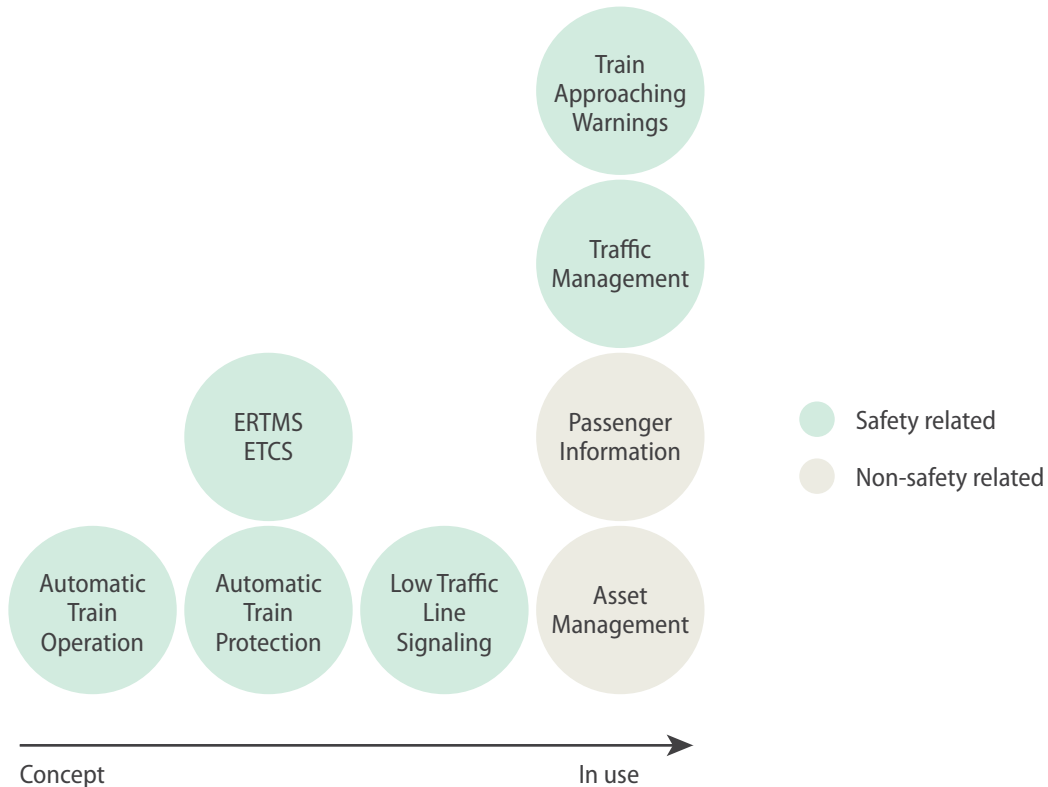 Train
Approaching
Warnings
Traffic
Management
ERTMS
ETCS
Passenger
Information
Safety related
Non-safety related
Automatic
Train
Operation
Automatic
Train
Protection
Low Traffic
Line
Signaling
Asset
Management
Concept
In use